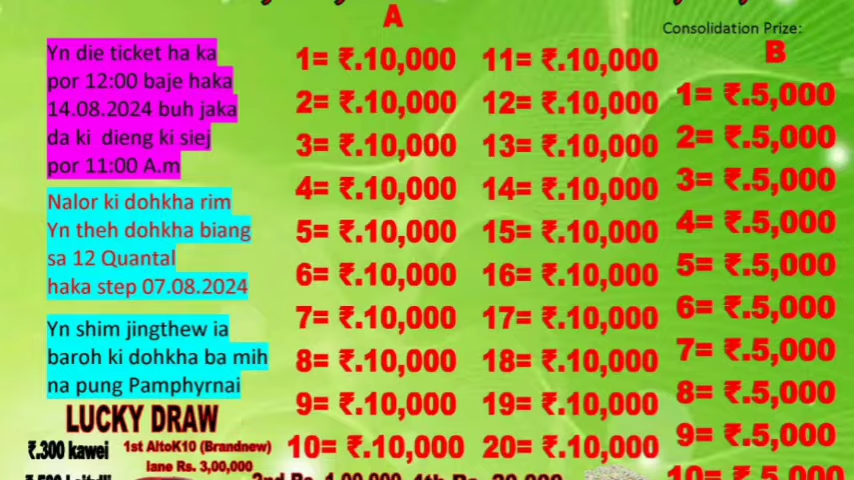 A
Consolidation Prize:
B
Yn die ticket ha ka
por 12:00 baje haka
14.08.2024 buh jaka
da ki dieng ki siej
por 11:00 A.m
Nalor ki dohkha rim
Yn theh dohkha biang
sa 12 Quantal
haka step 07.08.2024
Yn shim jingthew ia
baroh ki dohkha ba mih
na pung Pamphyrnai
LUCKY DRAW
₹.300 kawei
1st AltoK10 (Brandnew)
lane Rs. 3,00,000
1= ₹.10,000
2= ₹.10,000
3= ₹.10,000
4= ₹.10,000
5= ₹.10,000
6= ₹.10,000
7= ₹.10,000
8= ₹.10,000
9= ₹.10,000
10= ₹.10,000
11= ₹.10,000
12= ₹.10,000
13= ₹.10,000
14= ₹.10,000
15= ₹.10,000
16= ₹.10,000
17= ₹.10,000
18= ₹.10,000
19= ₹.10,000
20= ₹.10,000
1= ₹.5,000
2= ₹.5,000
3= ₹.5,000
4= ₹.5,000
5= ₹.5,000
6= ₹.5,000
7= ₹.5,000
8= ₹.5,000
9= ₹.5,000
10= ₹.5,000